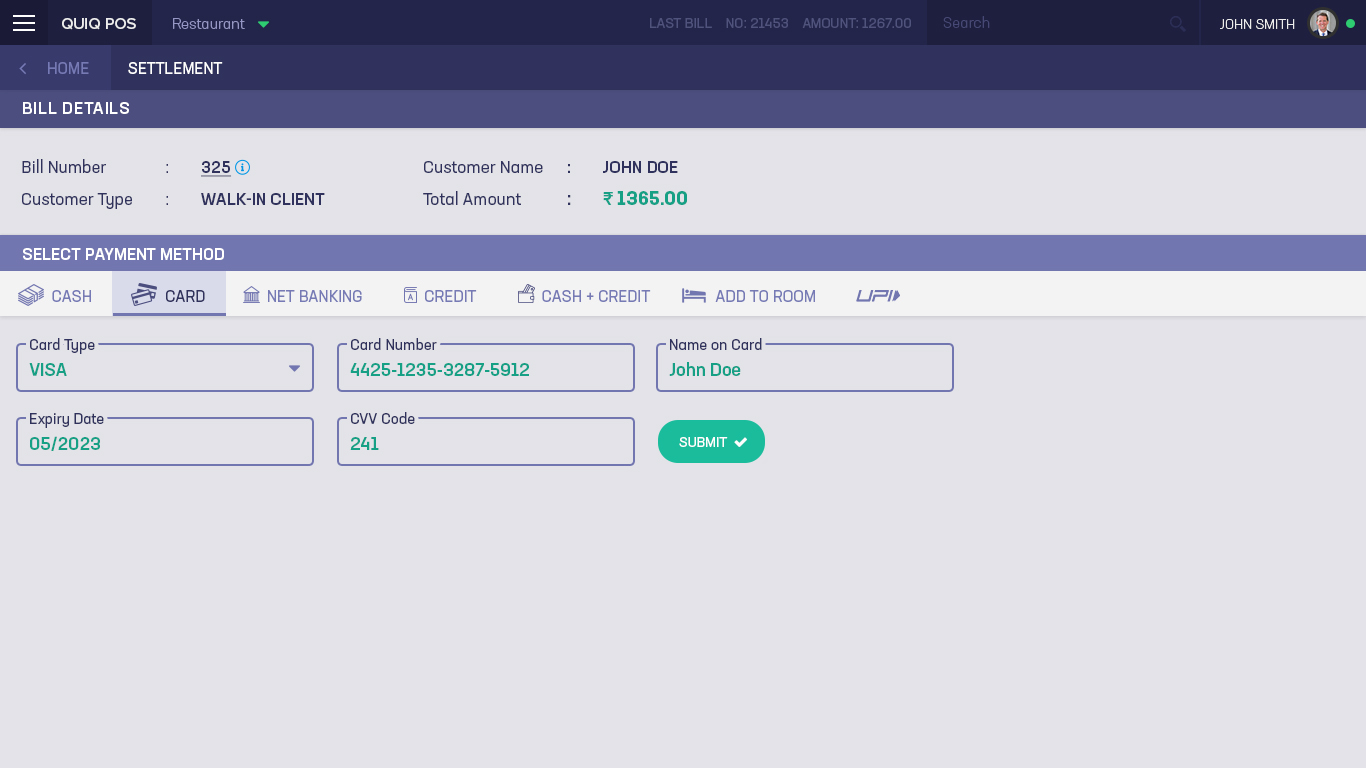 QUIQ POS Restaurant LAST BILL NO: 21453 AMOUNT: 1267.00 Search JOHN SMITH
HOME SETTLEMENT
BILL DETAILS
Bill Number : 325 Customer Name : JOHN DOE
Customer Type : WALK-IN CLIENT Total Amount : ₹ 1365.00
SELECT PAYMENT METHOD
CASH CARD NET BANKING CREDIT CASH + CREDIT ADD TO ROOM UPI
Card Type Card Number Name on Card
VISA 4425-1235-3287-5912 John Doe
Expiry Date CVV Code
05/2023 241 SUBMIT